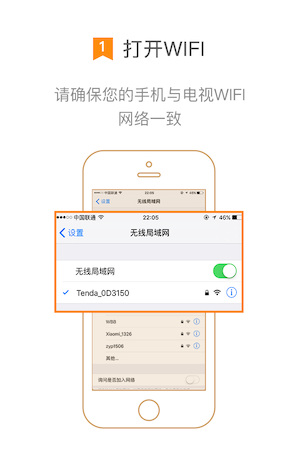 1 打开WIFI
请确保您的手机与电视WIFI
网络一致
中国联通 22:05 46%
设置 无线局域网
中国联通 22:05 46%
设置 无线局域网
无线局域网
Tenda_0D3150
Xiaomi_1326
zyp1506
其他...
询问是否加入网络